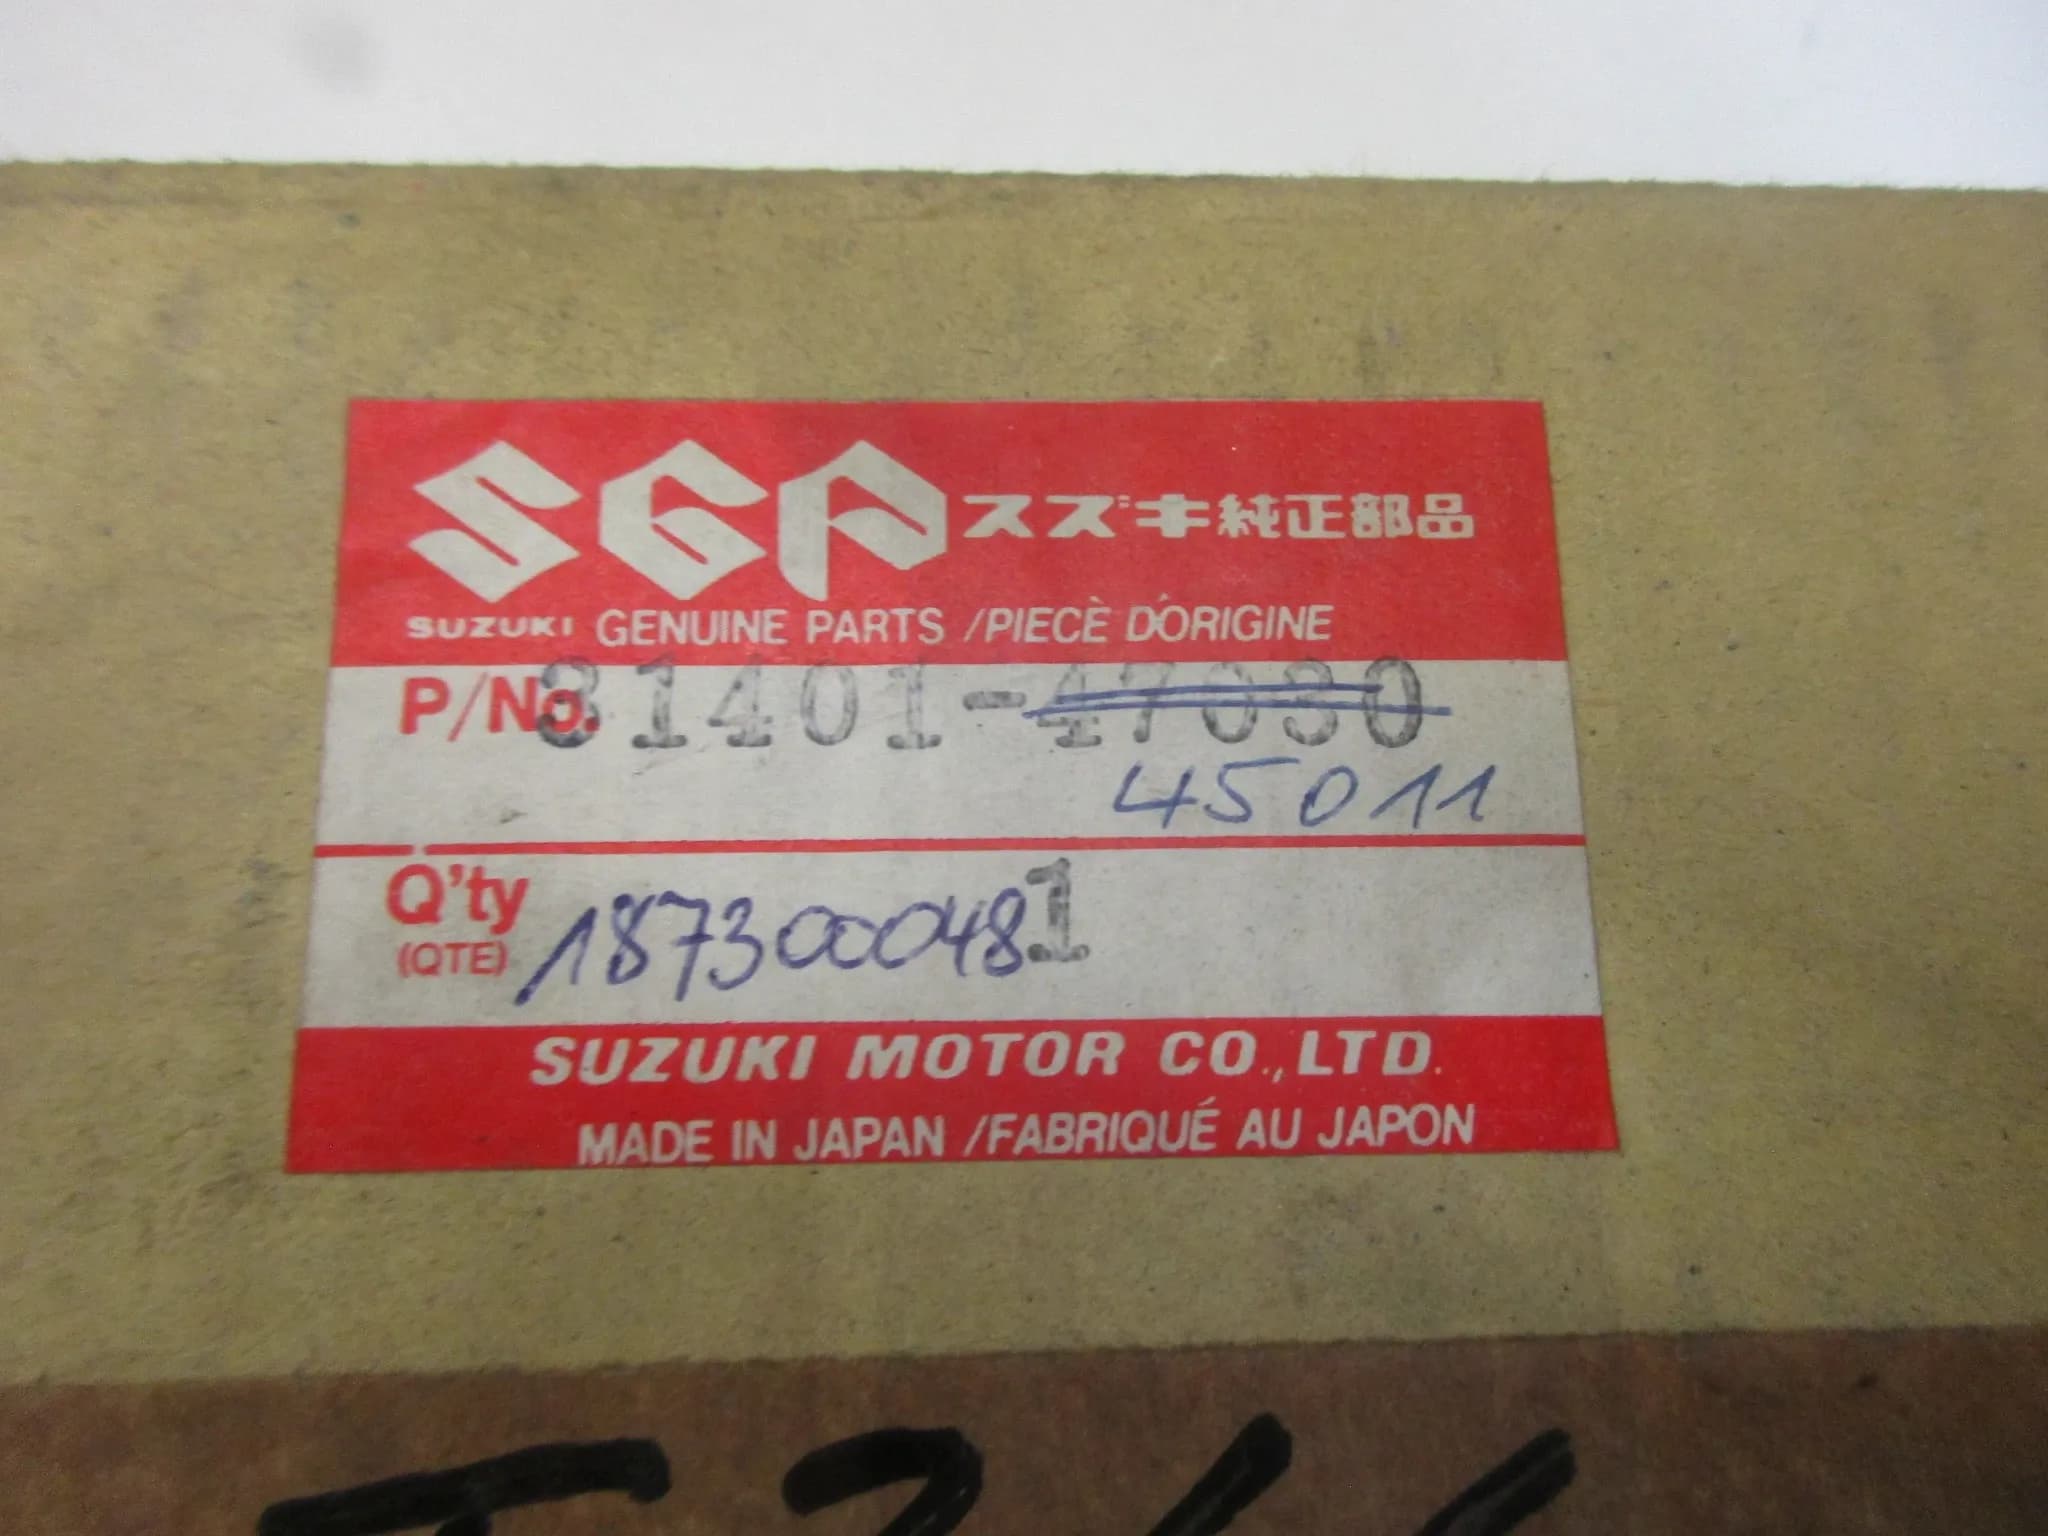 SGP スズキ純正部品
SUZUKI GENUINE PARTS /PIECÈ D'ORIGINE
P/No. 31401-47030
45011
Q'ty 1873000481
(QTE)
SUZUKI MOTOR CO.,LTD.
MADE IN JAPAN /FABRIQUÉ AU JAPON